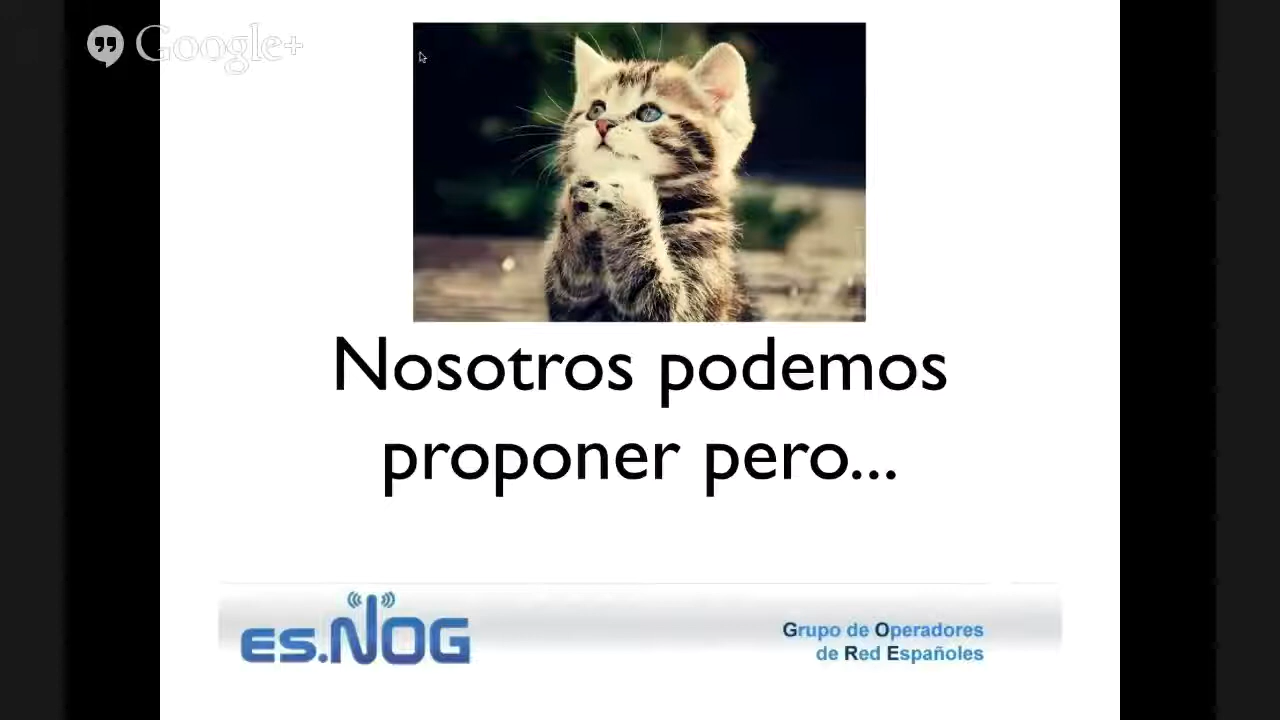 Google+
Nosotros podemos
proponer pero...
es.NOG
Grupo de Operadores
de Red Españoles